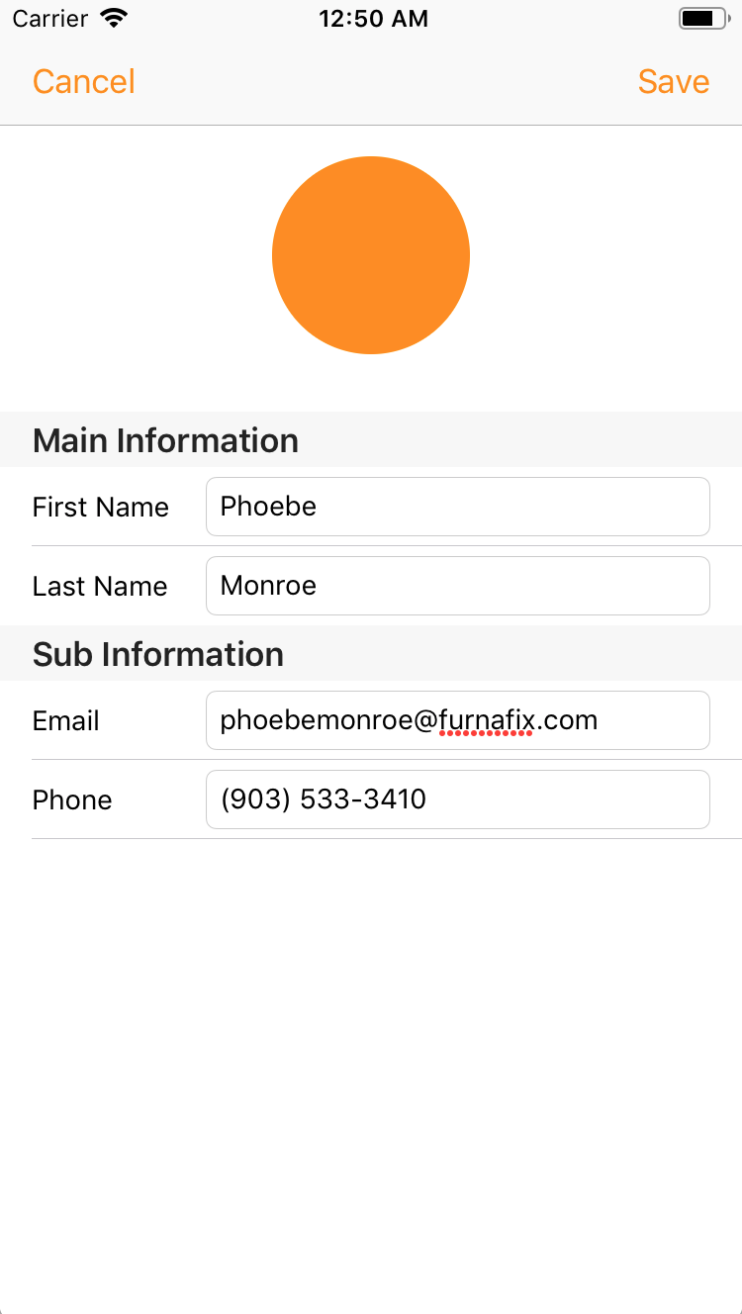 Carrier 12:50 AM
Cancel Save
Main Information
First Name Phoebe
Last Name Monroe
Sub Information
Email phoebemonroe@furnafix.com
Phone (903) 533-3410